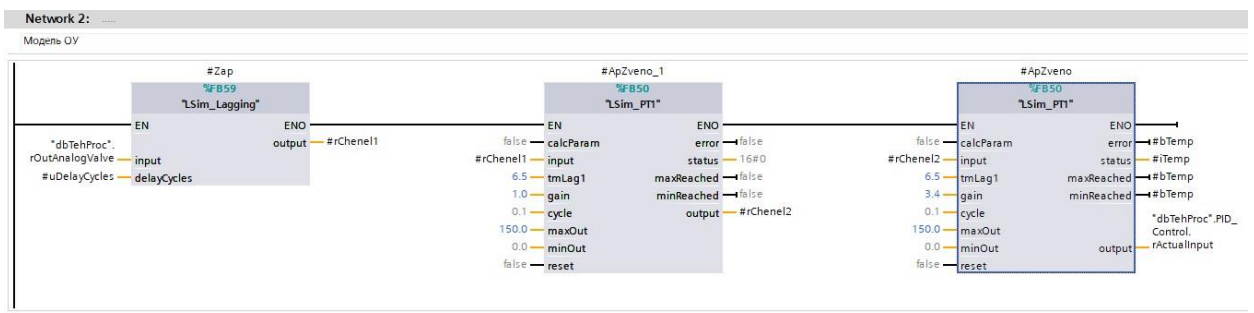 Network 2: .....
Модель ОУ
#Zap
%FB59
"LSim_Lagging"
EN
ENO
"dbTehProc".
rOutAnalogValve
input
output
#rChenel1
#uDelayCycles
delayCycles
#ApZveno_1
%FB50
"LSim_PT1"
EN
ENO
false
calcParam
error
false
#rChenel1
input
status
16#0
6.5
tmLag1
maxReached
false
1.0
gain
minReached
false
0.1
cycle
output
#rChenel2
150.0
maxOut
0.0
minOut
false
reset
#ApZveno
%FB50
"LSim_PT1"
EN
ENO
false
calcParam
error
#bTemp
#rChenel2
input
status
#iTemp
6.5
tmLag1
maxReached
#bTemp
3.4
gain
minReached
#bTemp
0.1
cycle
150.0
maxOut
0.0
minOut
output
"dbTehProc".PID_
Control.
rActualInput
false
reset